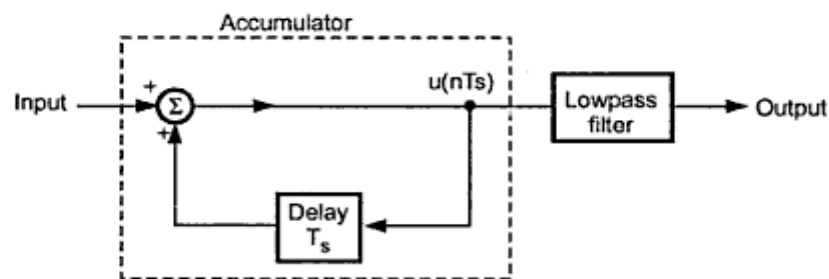 Accumulator
Input
+
Σ
+
u(nTs)
Lowpass
filter
Output
Delay
Ts